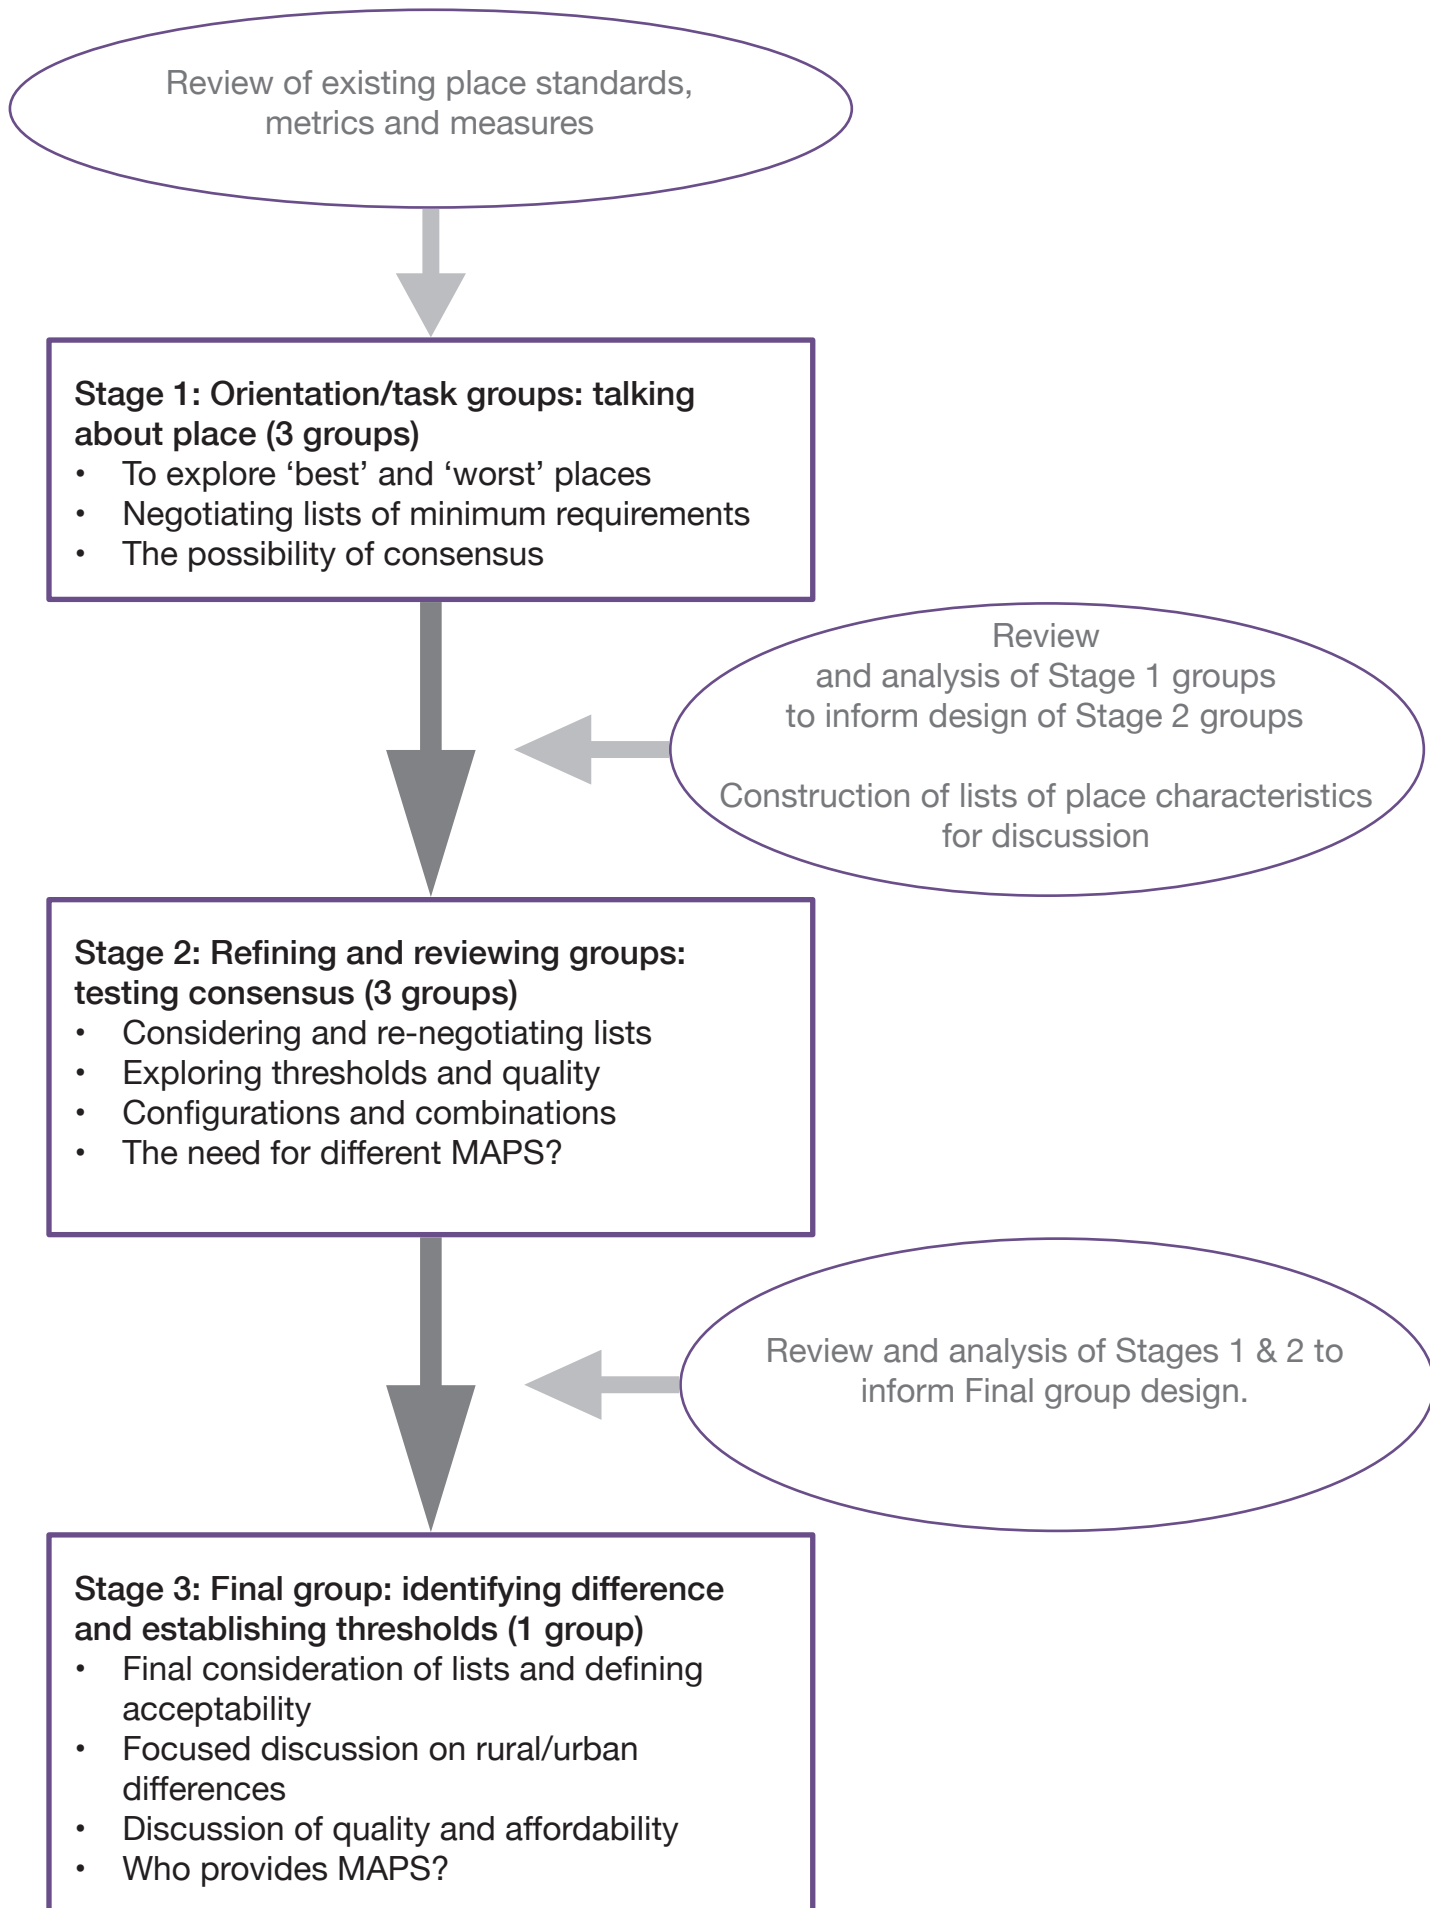 Review of existing place standards,
metrics and measures
Stage 1: Orientation/task groups: talking
about place (3 groups)
• To explore ‘best’ and ‘worst’ places
• Negotiating lists of minimum requirements
• The possibility of consensus
Review
and analysis of Stage 1 groups
to inform design of Stage 2 groups
Construction of lists of place characteristics
for discussion
Stage 2: Refining and reviewing groups:
testing consensus (3 groups)
• Considering and re-negotiating lists
• Exploring thresholds and quality
• Configurations and combinations
• The need for different MAPS?
Review and analysis of Stages 1 & 2 to
inform Final group design.
Stage 3: Final group: identifying difference
and establishing thresholds (1 group)
• Final consideration of lists and defining
acceptability
• Focused discussion on rural/urban
differences
• Discussion of quality and affordability
• Who provides MAPS?